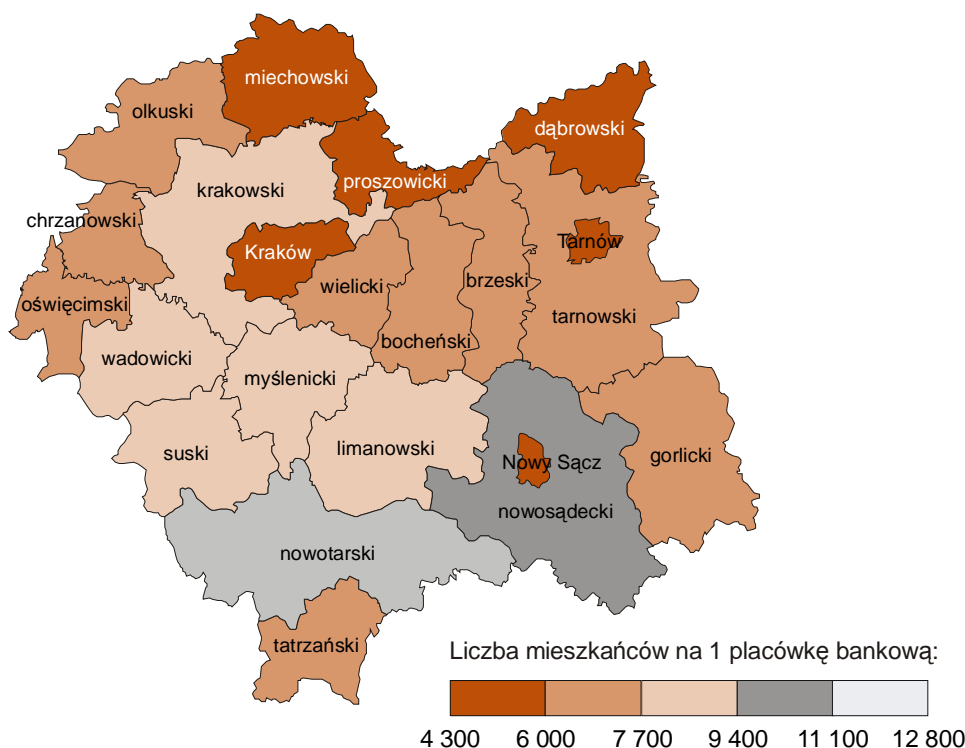 miechowski
olkuski
dąbrowski
proszowicki
krakowski
chrzanowski
Kraków
Tarnów
wielicki
brzeski
oświęcimski
tarnowski
bocheński
wadowicki
myślenicki
limanowski
suski
Nowy Sącz
gorlicki
nowosądecki
nowotarski
tatrzański
Liczba mieszkańców na 1 placówkę bankową:
4 300 6 000 7 700 9 400 11 100 12 800